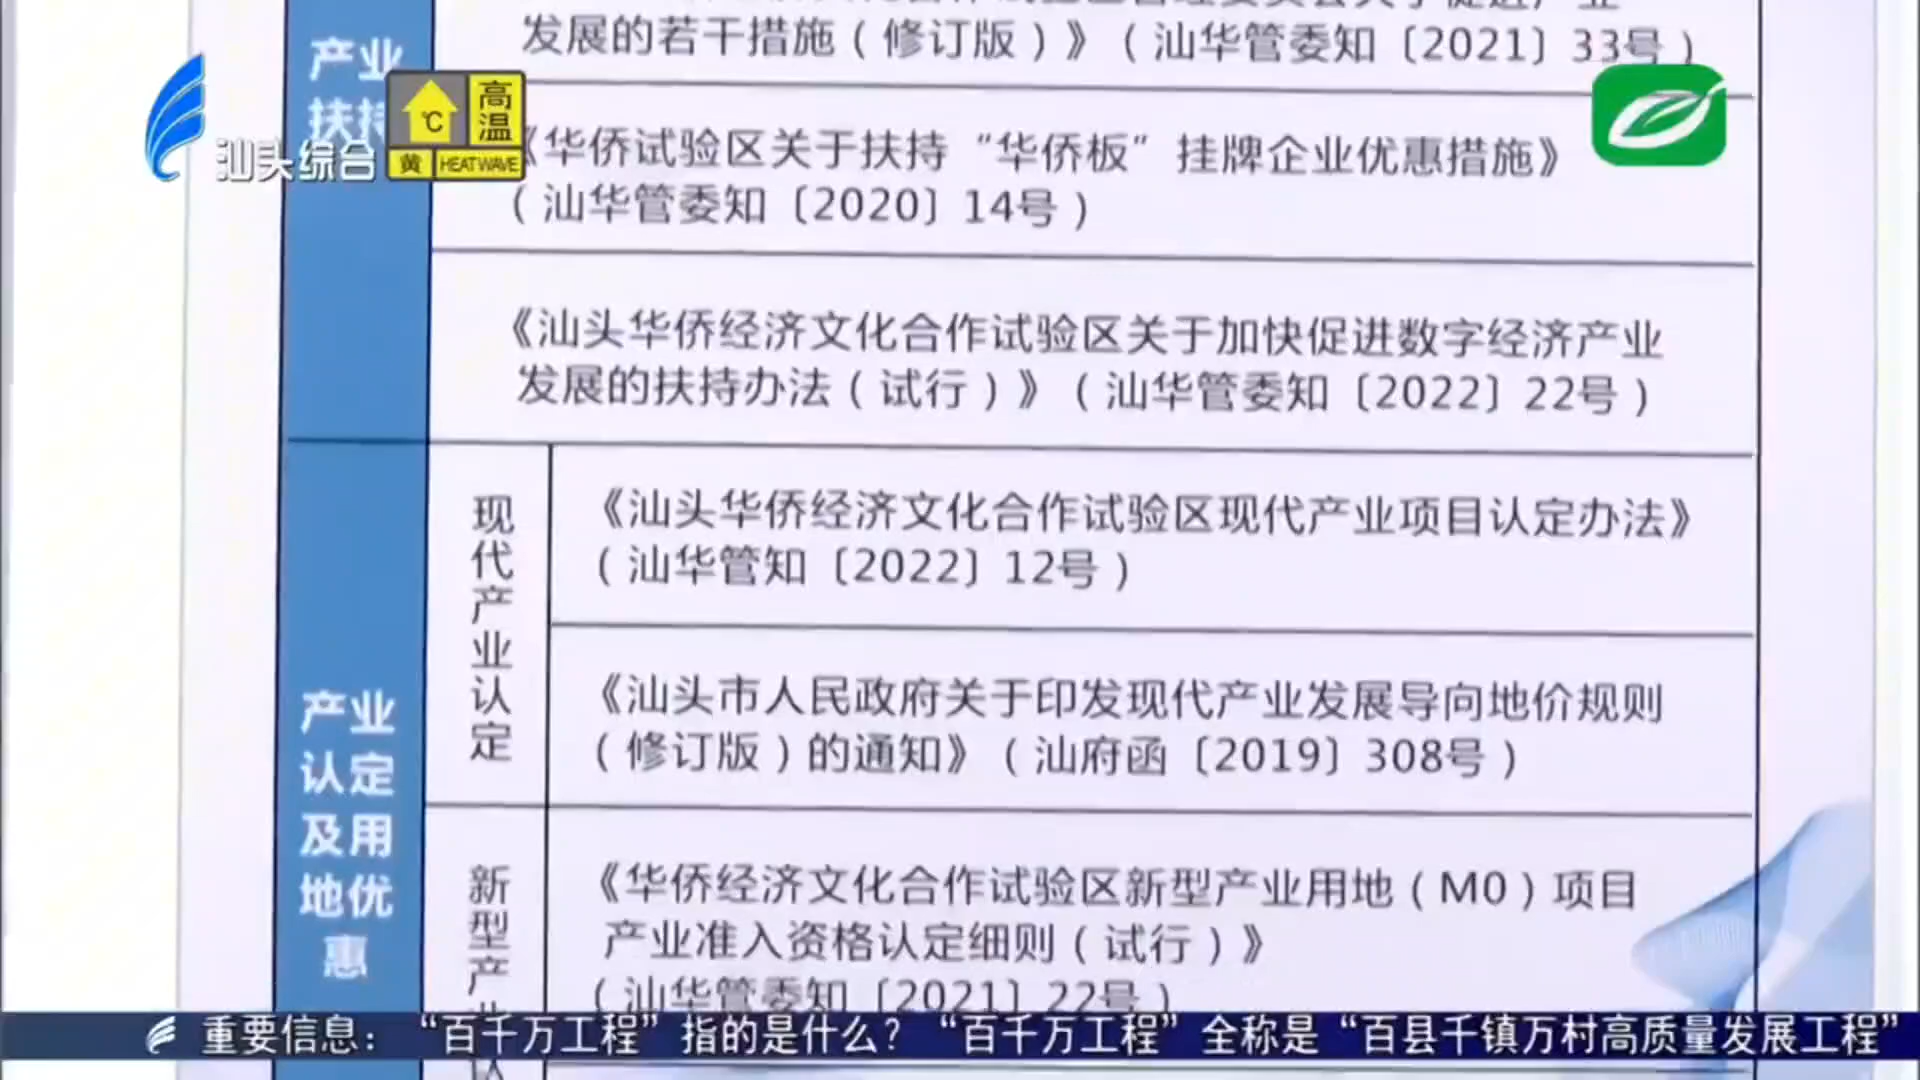 发展的若干措施（修订版）》（汕华管委知〔2021〕33号）
产业
扶持
《华侨试验区关于扶持“华侨板”挂牌企业优惠措施》
（汕华管委知〔2020〕14号）
《汕头华侨经济文化合作试验区关于加快促进数字经济产业
发展的扶持办法（试行）》（汕华管委知〔2022〕22号）
产业
认定
及用
地优
惠
现代产业认定
《汕头华侨经济文化合作试验区现代产业项目认定办法》
（汕华管知〔2022〕12号）
《汕头市人民政府关于印发现代产业发展导向地价规则
（修订版）的通知》（汕府函〔2019〕308号）
新型产
《华侨经济文化合作试验区新型产业用地（M0）项目
产业准入资格认定细则（试行）》
（汕华管委知〔2021〕22号）
汕头综合
℃
高温
黄
HEAT WAVE
重要信息：“百千万工程”指的是什么？“百千万工程”全称是“百县千镇万村高质量发展工程”